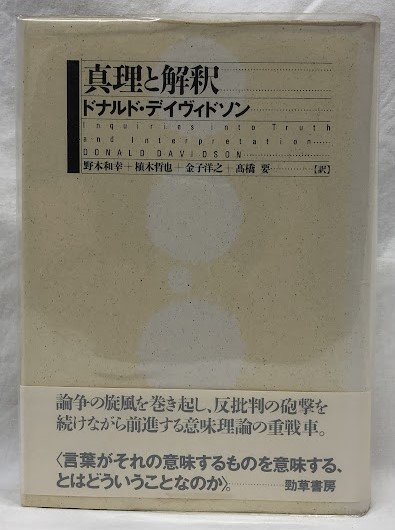 真理と解釈
ドナルド・デイヴィドソン
Inquiries into Truth
and Interpretation
DONALD DAVIDSON
野本和幸+植木哲也+金子洋之+髙橋 要…………【訳】
論争の旋風を巻き起し、反批判の砲撃を
続けながら前進する意味理論の重戦車。
〈言葉がそれの意味するものを意味する、
とはどういうことなのか〉。…………勁草書房